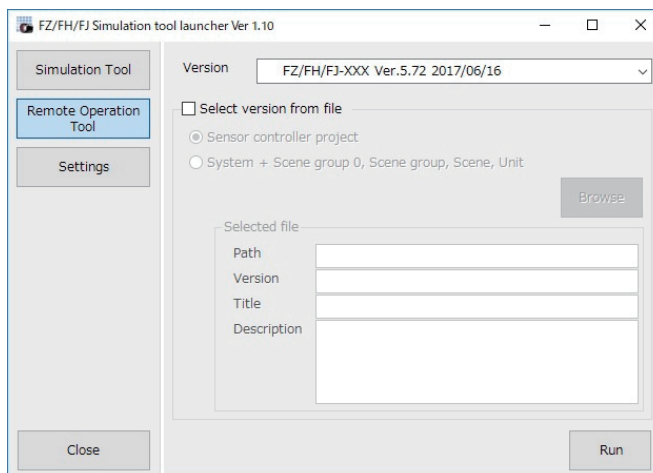 FZ/FH/FJ Simulation tool launcher Ver 1.10
Simulation Tool
Remote Operation
Tool
Settings
Close
Version
FZ/FH/FJ-XXX Ver.5.72 2017/06/16
Select version from file
Sensor controller project
System + Scene group 0, Scene group, Scene, Unit
Browse
Selected file
Path
Version
Title
Description
Run